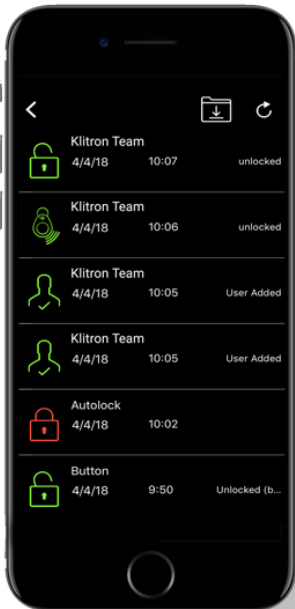 Klitron Team
4/4/18 10:07 unlocked
Klitron Team
4/4/18 10:06 unlocked
Klitron Team
4/4/18 10:05 User Added
Klitron Team
4/4/18 10:05 User Added
Autolock
4/4/18 10:02
Button
4/4/18 9:50 Unlocked (b...